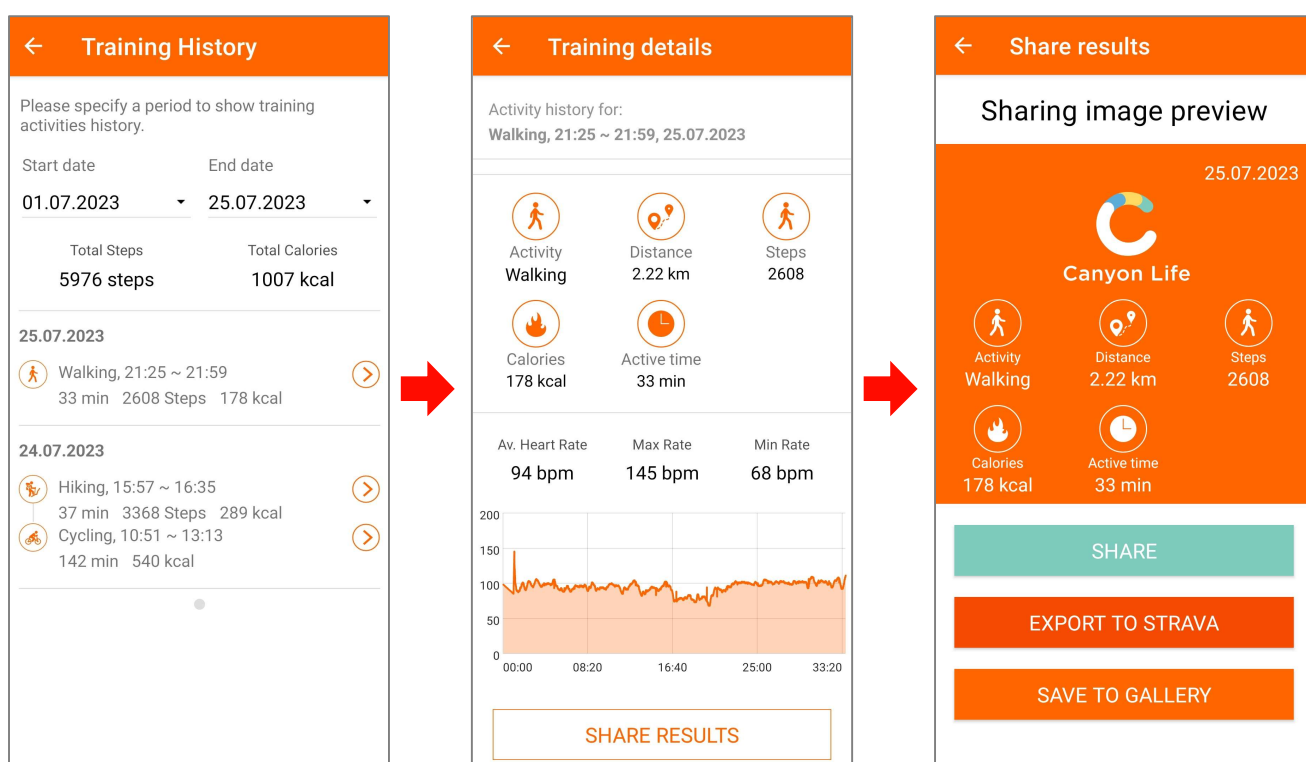 Training History
Please specify a period to show training
activities history.
Start date End date
01.07.2023 25.07.2023
Total Steps Total Calories
5976 steps 1007 kcal
25.07.2023
Walking, 21:25 ~ 21:59
33 min 2608 Steps 178 kcal
24.07.2023
Hiking, 15:57 ~ 16:35
37 min 3368 Steps 289 kcal
Cycling, 10:51 ~ 13:13
142 min 540 kcal
Training details
Activity history for:
Walking, 21:25 ~ 21:59, 25.07.2023
Activity Distance Steps
Walking 2.22 km 2608
Calories Active time
178 kcal 33 min
Av. Heart Rate Max Rate Min Rate
94 bpm 145 bpm 68 bpm
200
150
100
50
0
00:00 08:20 16:40 25:00 33:20
SHARE RESULTS
Share results
Sharing image preview
25.07.2023
Canyon Life
Activity Distance Steps
Walking 2.22 km 2608
Calories Active time
178 kcal 33 min
SHARE
EXPORT TO STRAVA
SAVE TO GALLERY